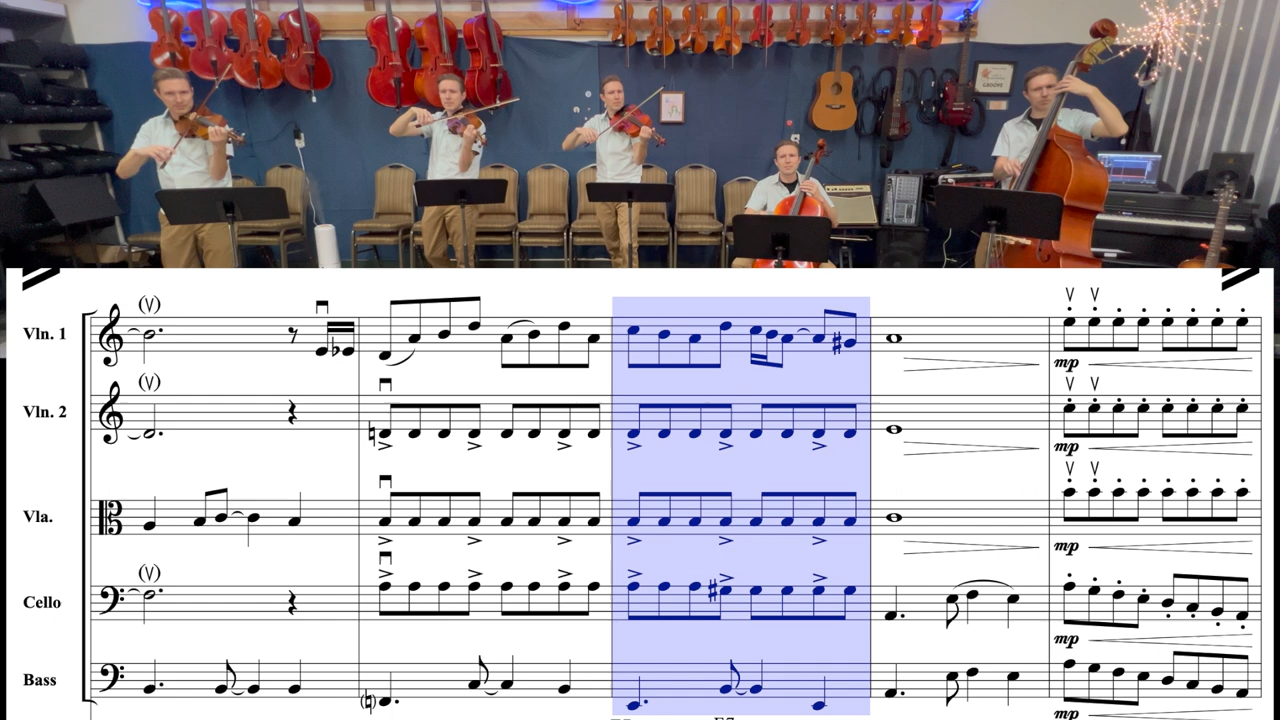 GROOVE
(V)
Vln. 1
V V
mp
(V)
Vln. 2
V V
mp
V V
Vla.
mp
(V)
Cello
mp
Bass
mp